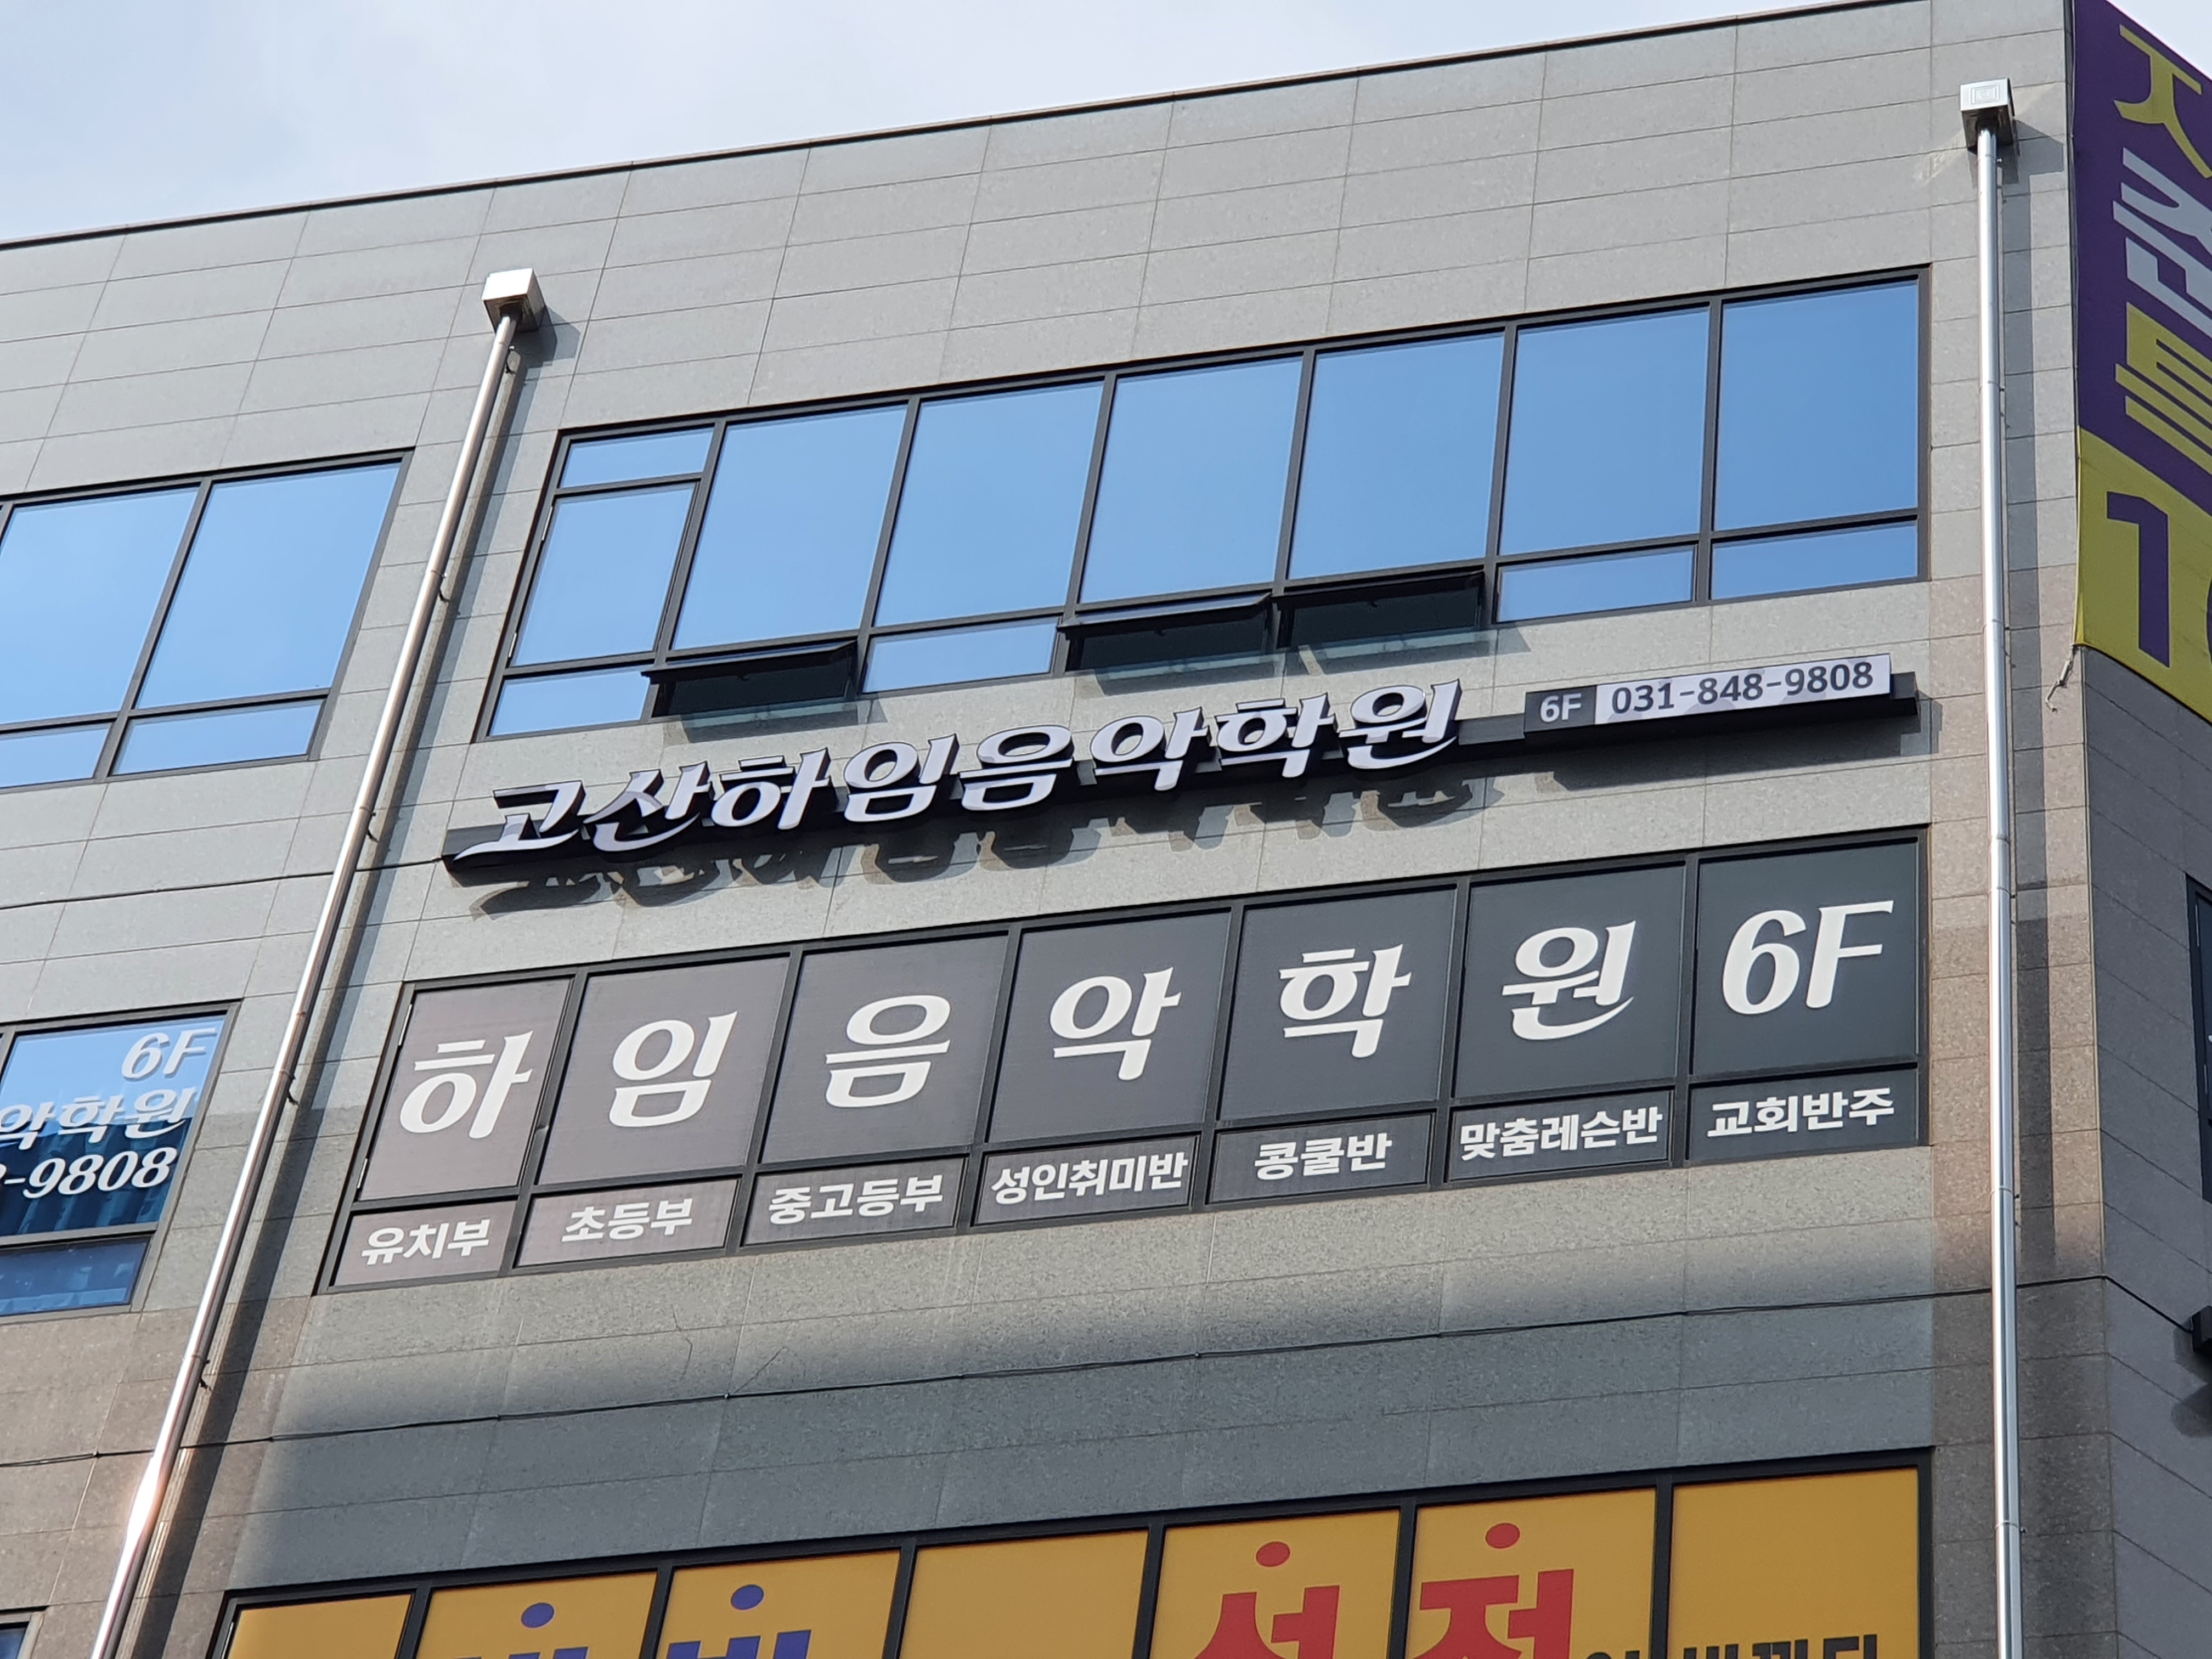 고산하임음악학원 6F 031-848-9808
하임음악학원 6F
유치부 초등부 중고등부 성인취미반 콩쿨반 맞춤레슨반 교회반주
6F
악학원
-9808